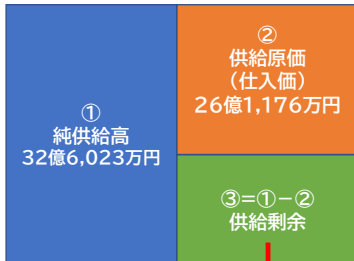 ①
純供給高
32億6,023万円
②
供給原価
（仕入価）
26億1,176万円
③=①−②
供給剰余